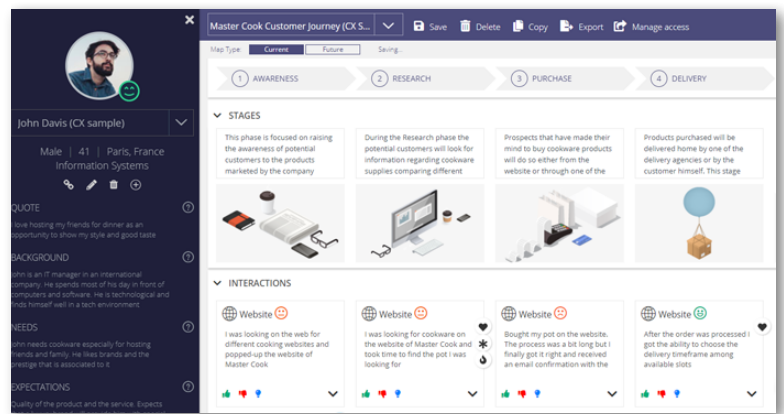 Master Cook Customer Journey (CX S...
Save
Delete
Copy
Export
Manage access
Map Type:
Current
Future
Saving...
John Davis (CX sample)
Male | 41 | Paris, France
Information Systems
QUOTE
I love hosting my friends for dinner as an
opportunity to show my style and good taste
BACKGROUND
John is an IT manager in an international
company. He spends most of his day in front of
computers and software. He is technological and
finds himself well in a tech environment
NEEDS
John needs cookware especially for hosting
friends and family. He likes brands and the
prestige that is associated to it
EXPECTATIONS
Quality of the product and the service. Expects
1 AWARENESS
2 RESEARCH
3 PURCHASE
4 DELIVERY
STAGES
This phase is focused on raising
the awareness of potential
customers to the products
marketed by the company
During the Research phase the
potential customers will look for
information regarding cookware
supplies comparing different
Prospects that have made their
mind to buy cookware products
will do so either from the
website or through one of the
Products purchased will be
delivered home by one of the
delivery agencies or by the
customer himself. This stage
INTERACTIONS
Website
I was looking on the web for
different cooking websites and
popped-up the website of
Master Cook
Website
I was looking for cookware on
the website of Master Cook and
took time to find the pot I was
looking for
Website
Bought my pot on the website.
The process was a bit long but I
finally got it right and received
an email confirmation with the
Website
After the order was processed I
got the ability to choose the
delivery timeframe among
available slots